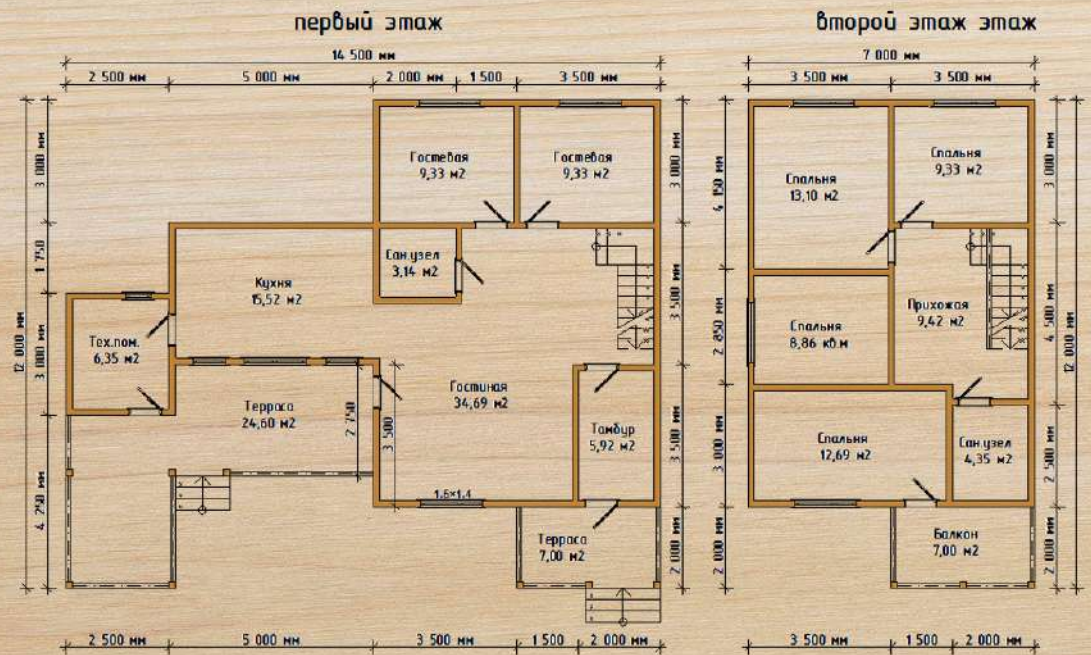 первый этаж
второй этаж этаж
14 500 мм
2 500 мм
5 000 мм
2 000 мм
1 500
3 500 мм
7 000 мм
3 500 мм
3 500 мм
12 000 мм
3 000 мм
1 750
3 000 мм
4 250 мм
Гостевая
9,33 м2
Гостевая
9,33 м2
Сан.узел
3,14 м2
Кухня
15,52 м2
Тех.пом.
6,35 м2
Терраса
24,60 м2
2 750
3 500
Гостиная
34,69 м2
Тамбур
5,92 м2
1.6×1.4
Терраса
7,00 м2
3 000 мм
3 500 мм
3 500 мм
2 000 мм
4 150 мм
2 850 мм
3 000 мм
2 000 мм
Спальня
13,10 м2
Спальня
9,33 м2
Прихожая
9,42 м2
Спальня
8,86 кв.м
Спальня
12,69 м2
Сан.узел
4,35 м2
Балкон
7,00 м2
3 000 мм
4 500 мм
2 500 мм
2 000 мм
12 000 мм
2 500 мм
5 000 мм
3 500 мм
1 500
2 000 мм
3 500 мм
1 500
2 000 мм